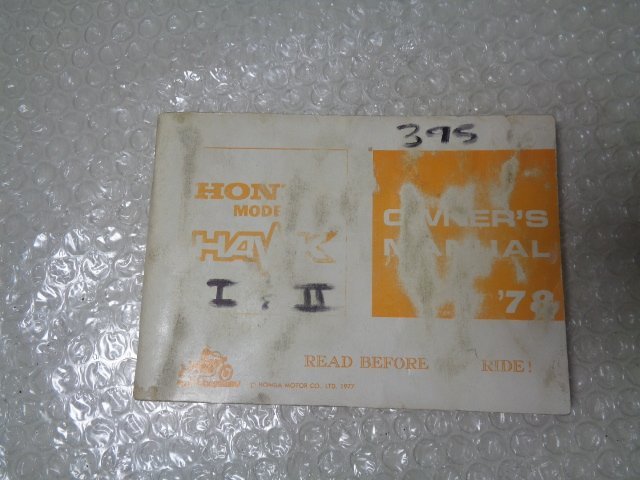 395
HON
MODE
HAWK
I, II
OWNER'S
MANUAL
'78
READ BEFORE RIDE!
© HONDA MOTOR CO. LTD. 1977